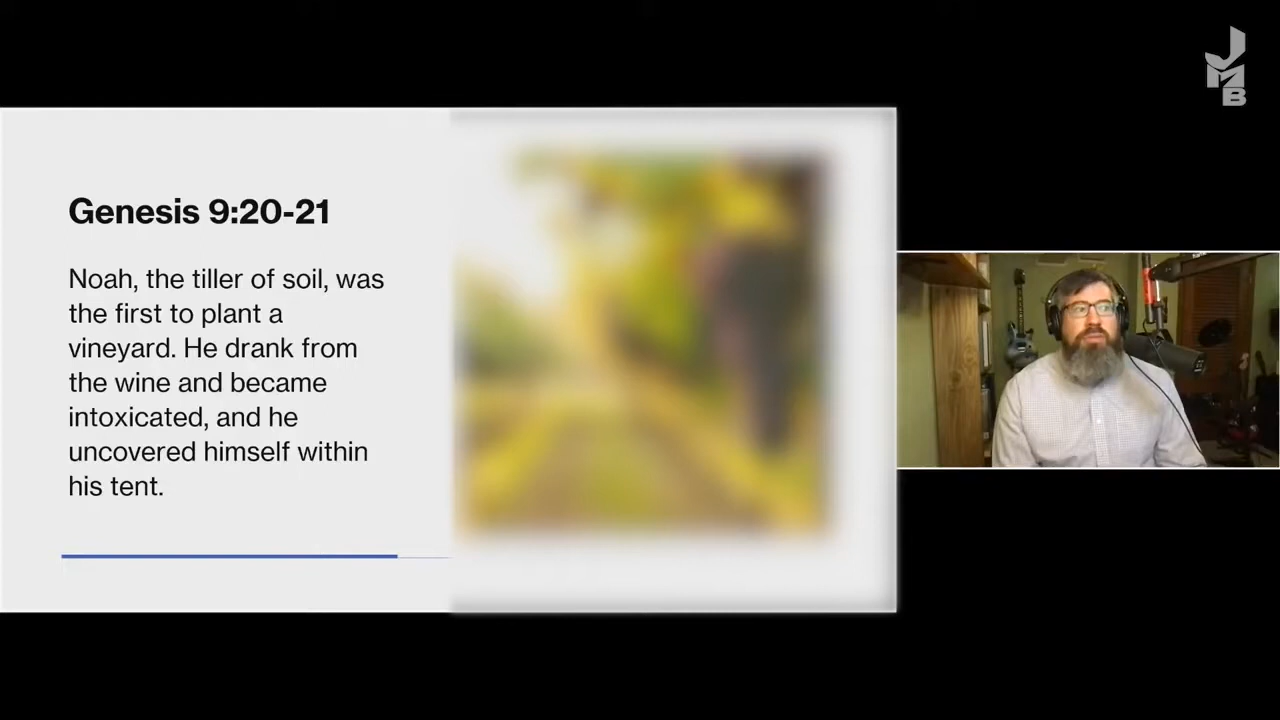 JMB
Genesis 9:20-21
Noah, the tiller of soil, was
the first to plant a
vineyard. He drank from
the wine and became
intoxicated, and he
uncovered himself within
his tent.